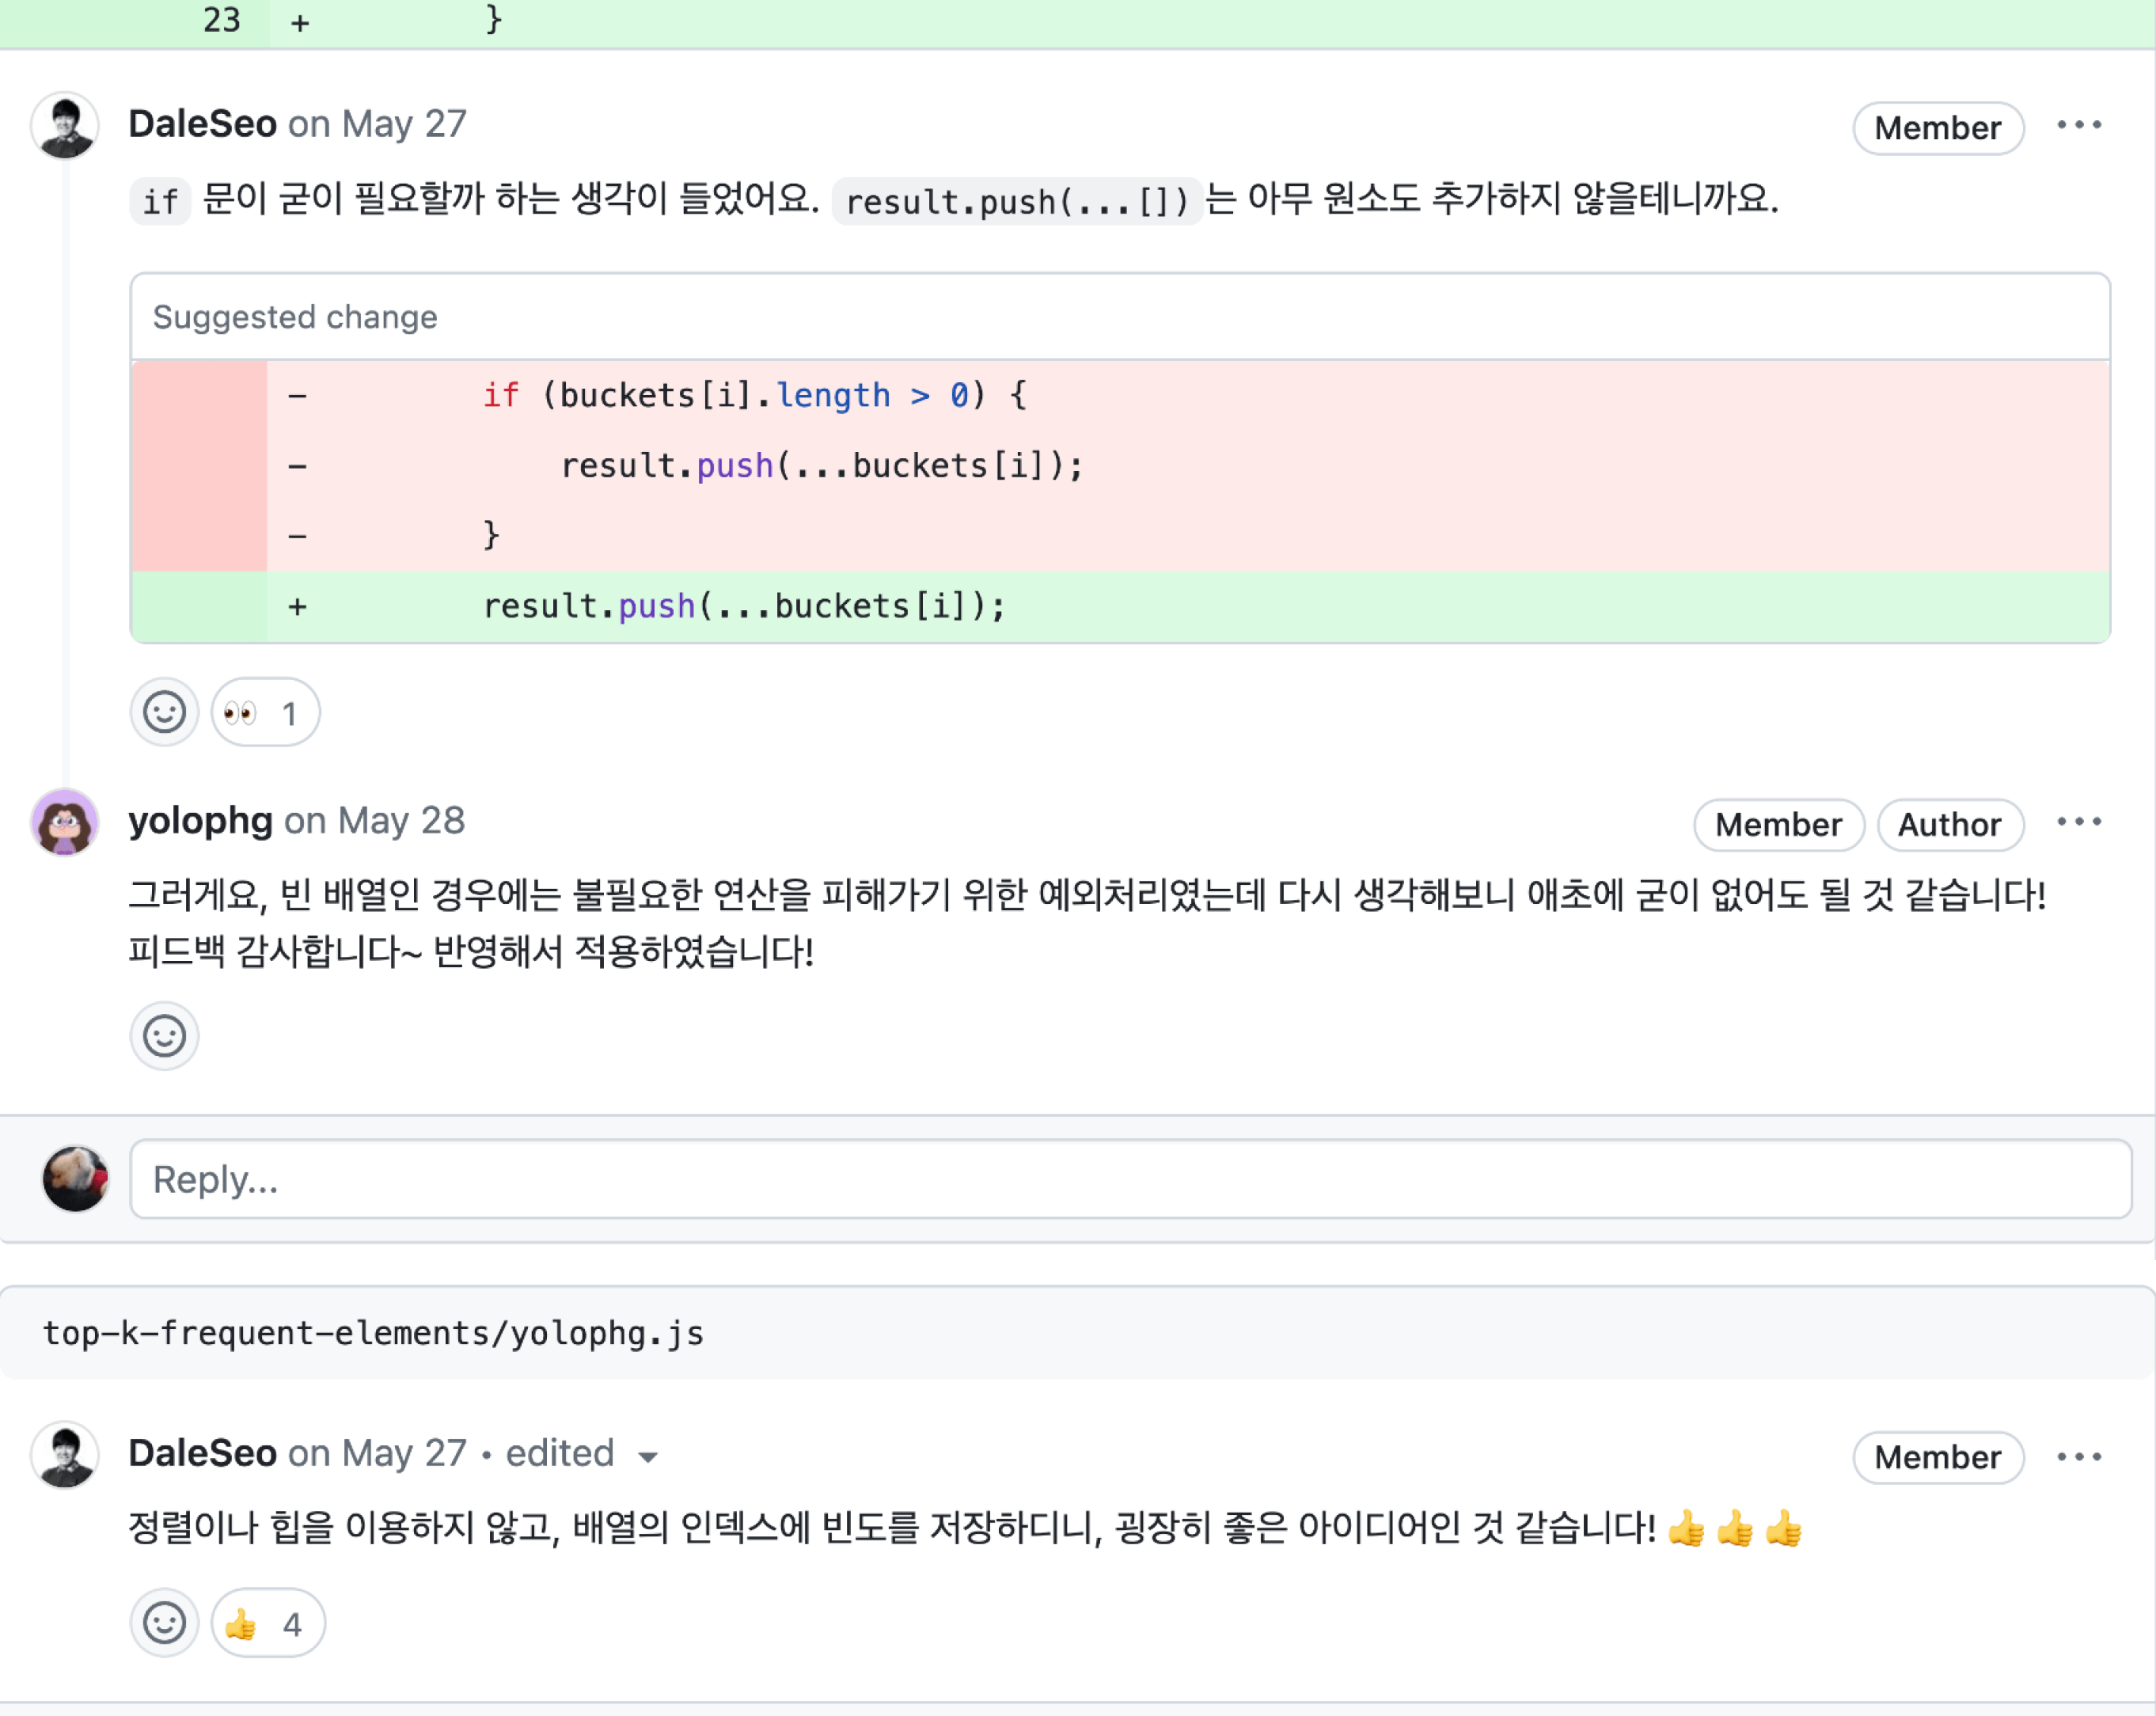 23 + }
DaleSeo on May 27 Member ...
if 문이 굳이 필요할까 하는 생각이 들었어요. result.push(...[])는 아무 원소도 추가하지 않을테니까요.
Suggested change
- if (buckets[i].length > 0) {
- result.push(...buckets[i]);
- }
+ result.push(...buckets[i]);
👀 1
yolophg on May 28 Member Author ...
그러게요, 빈 배열인 경우에는 불필요한 연산을 피해가기 위한 예외처리였는데 다시 생각해보니 애초에 굳이 없어도 될 것 같습니다!
피드백 감사합니다~ 반영해서 적용하였습니다!
Reply...
top-k-frequent-elements/yolophg.js
DaleSeo on May 27 • edited Member ...
정렬이나 힙을 이용하지 않고, 배열의 인덱스에 빈도를 저장하디니, 굉장히 좋은 아이디어인 것 같습니다! 👍 👍 👍
👍 4